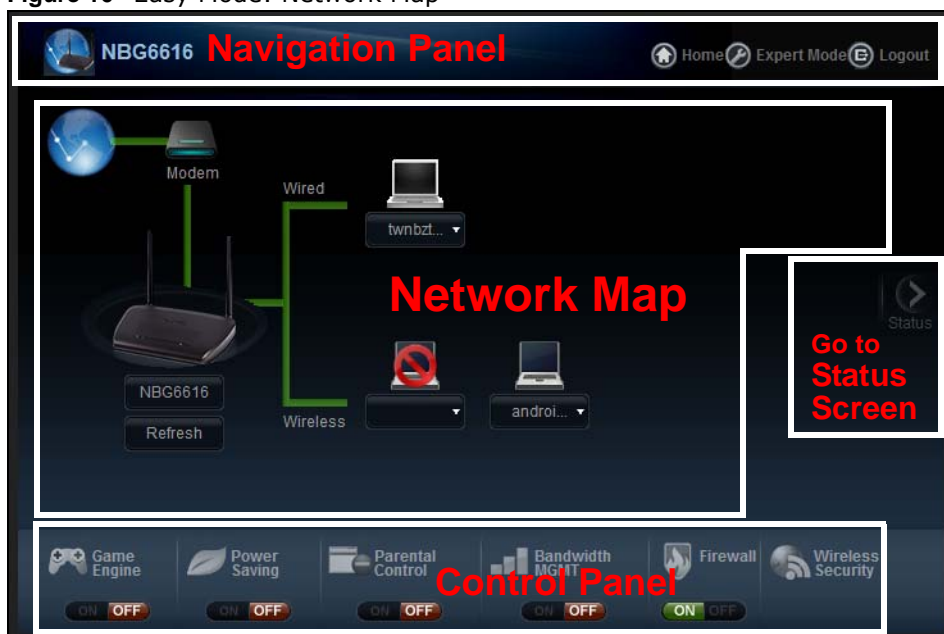 NBG6616 Navigation Panel Home Expert Mode Logout
Modem
Wired
twnbzt...
Network Map
Status
Go to
Status
Screen
NBG6616
Refresh
Wireless
androi...
Game
Engine
Power
Saving
Parental
Control
Bandwidth
MGMT
Firewall
Wireless
Security
Control Panel
ON OFF
ON OFF
ON OFF
ON OFF
ON OFF